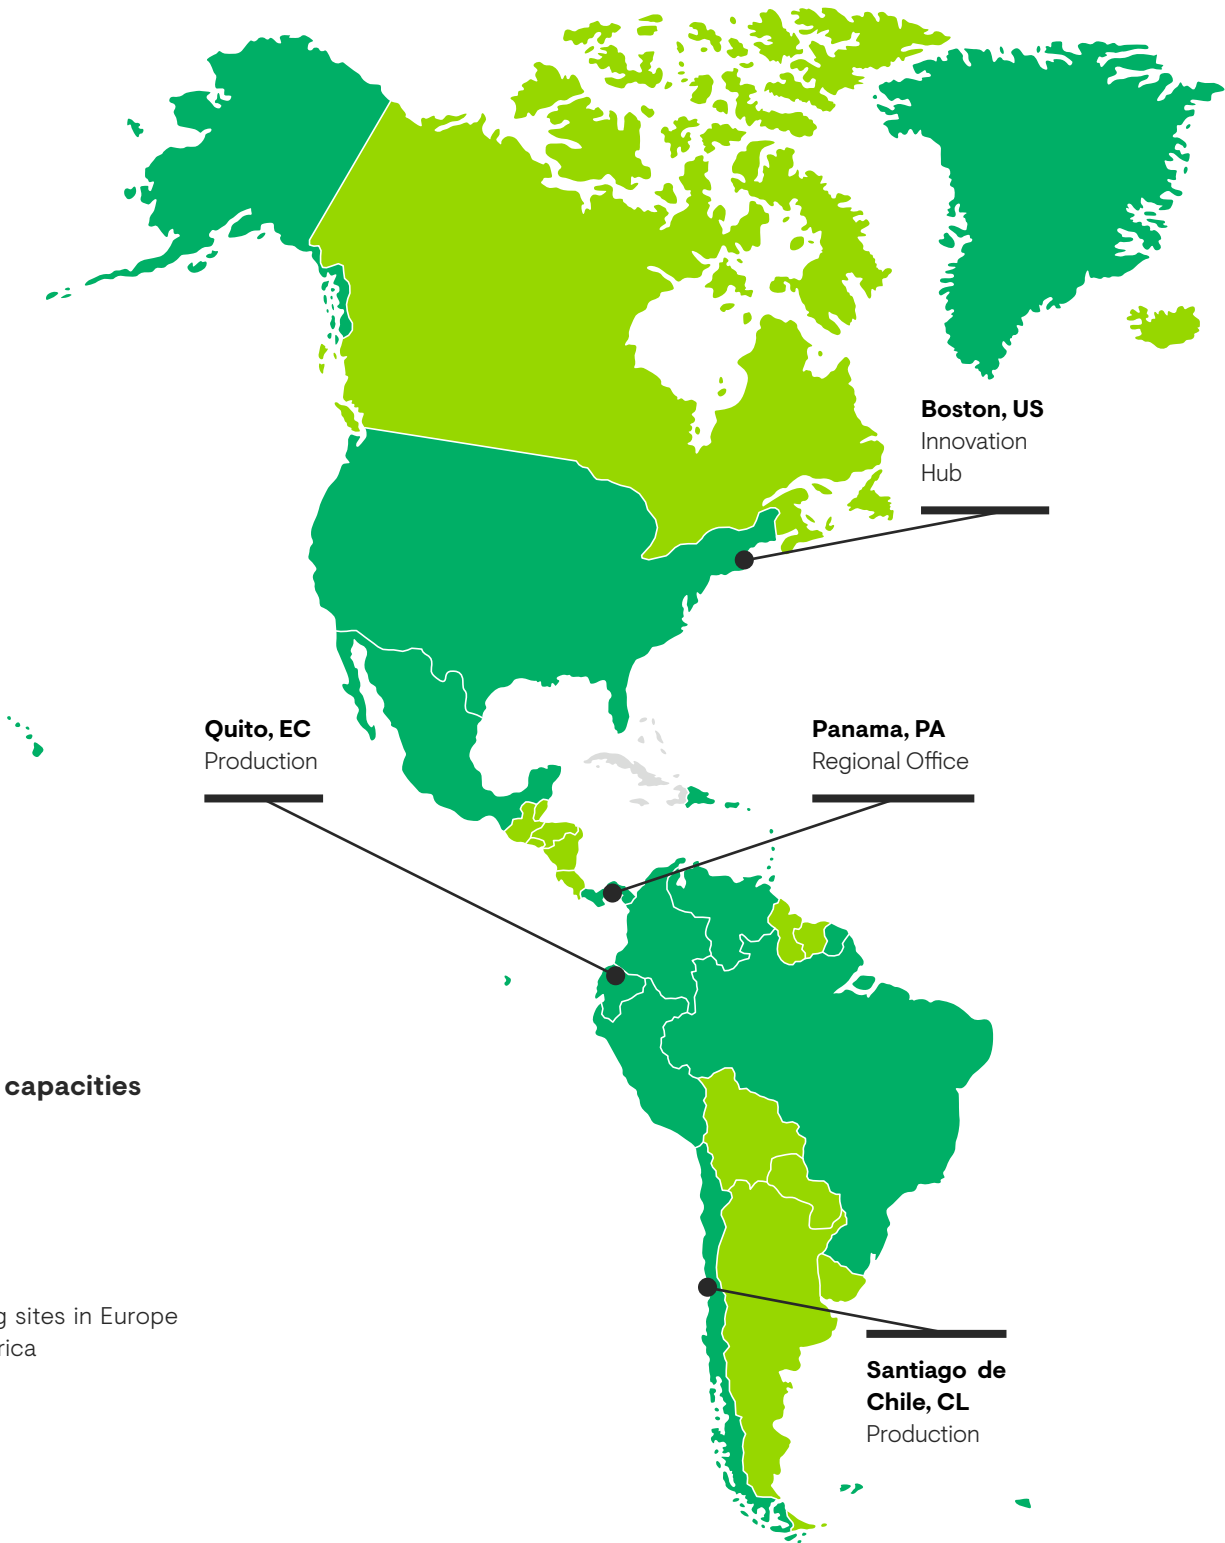 Boston, US
Innovation
Hub
Quito, EC
Production
Panama, PA
Regional Office
capacities
g sites in Europe
rica
Santiago de
Chile, CL
Production